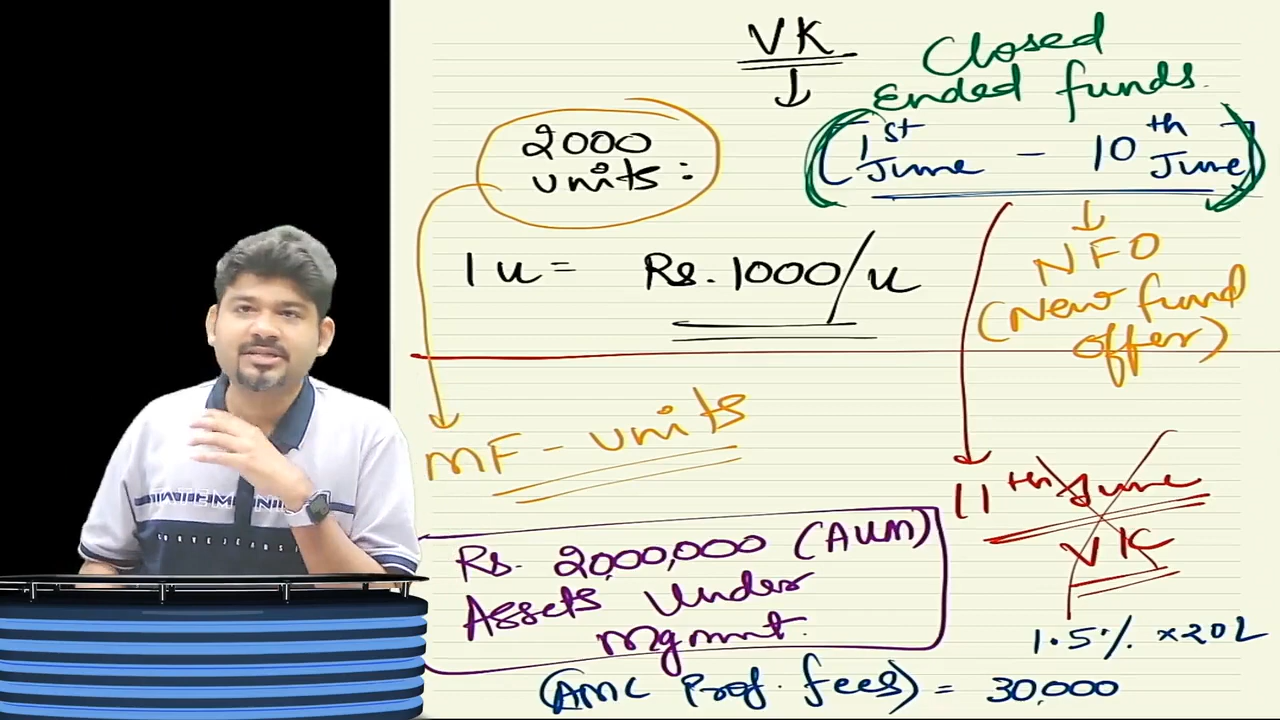 VK
Closed
Ended funds.
2000
units:
(1st June - 10th June)
1 u = Rs. 1000/u
NFO
(New fund
offer)
MF - units
11th June
VK
Rs. 2000,000 (AUM)
Assets Under
Mgmnt.
1.5% x 20L
(AMC Prof. fees) = 30,000